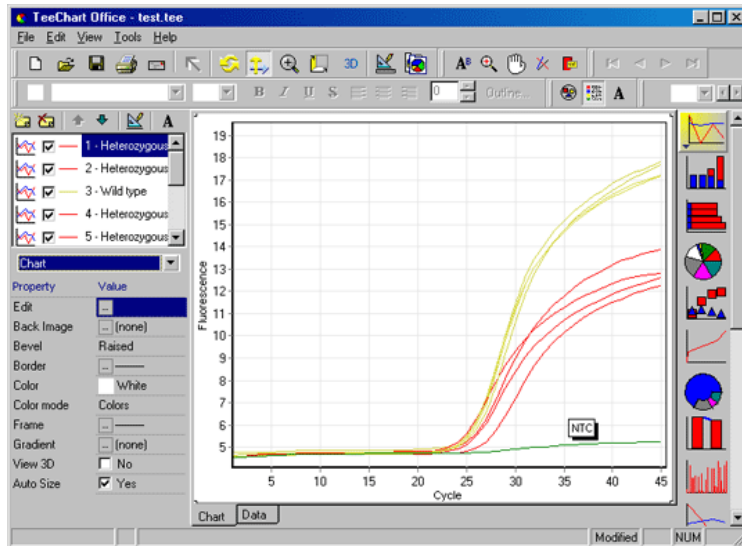 TeeChart Office - test.tee
File Edit View Tools Help
3D AB
B I U S 0 Outline... A
A
1 - Heterozygous
2 - Heterozygous
3 - Wild type
4 - Heterozygous
5 - Heterozygous
Chart
Property Value
Edit ...
Back Image ... (none)
Bevel Raised
Border ...
Color White
Color mode Colors
Frame ...
Gradient ... (none)
View 3D No
Auto Size Yes
Fluorescence
19
18
17
16
15
14
13
12
11
10
9
8
7
6
5
NTC
5 10 15 20 25 30 35 40 45
Cycle
Chart Data
Modified NUM